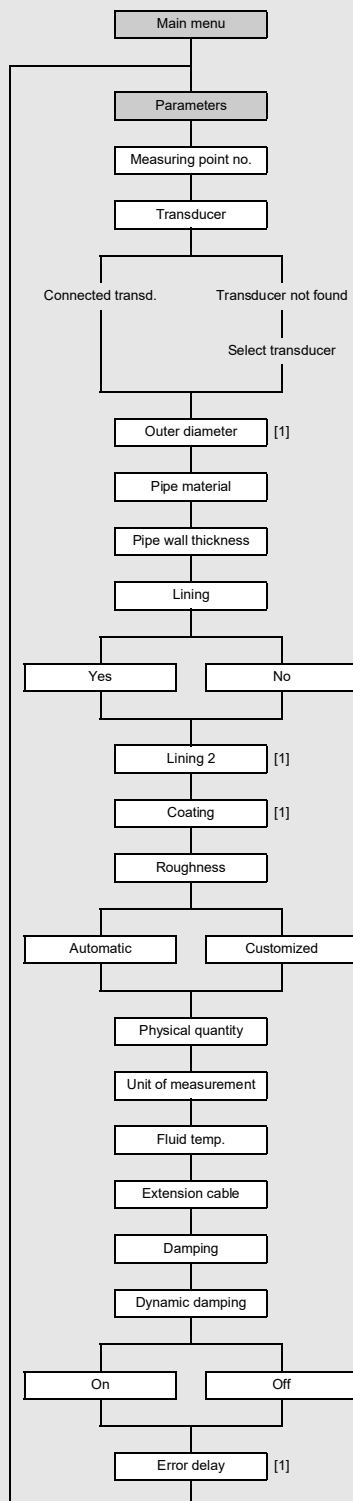 Main menu
Parameters
Measuring point no.
Transducer
Connected transd. Transducer not found
Select transducer
Outer diameter [1]
Pipe material
Pipe wall thickness
Lining
Yes No
Lining 2 [1]
Coating [1]
Roughness
Automatic Customized
Physical quantity
Unit of measurement
Fluid temp.
Extension cable
Damping
Dynamic damping
On Off
Error delay [1]